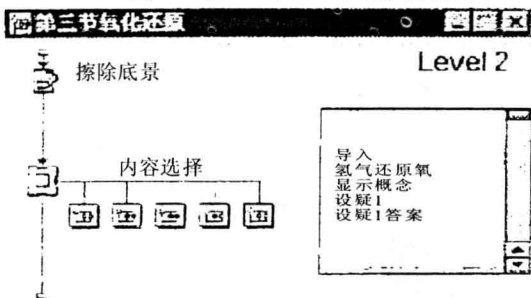 第三节氧化还原
Level 2
擦除底景
内容选择
导入
氢气还原氧
显示概念
设疑1
设疑1答案